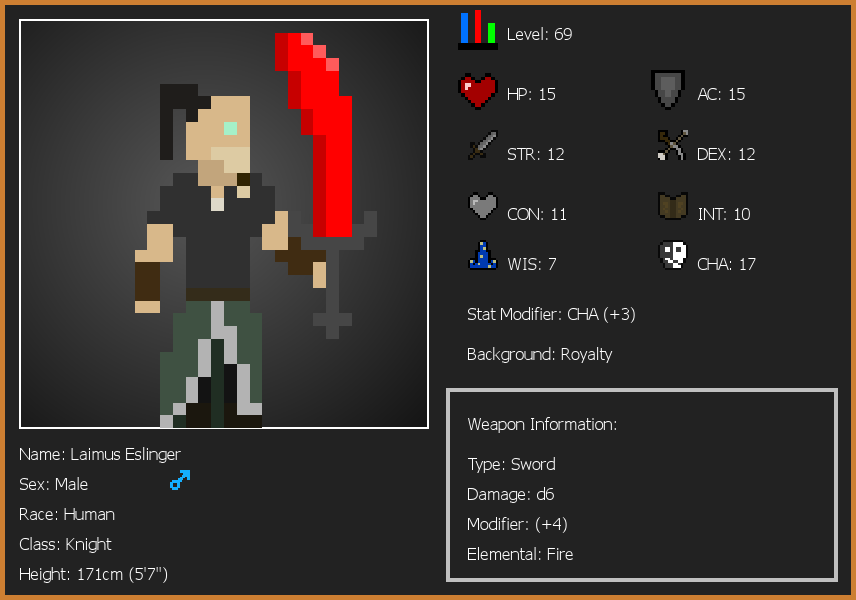 Level: 69
HP: 15
AC: 15
STR: 12
DEX: 12
CON: 11
INT: 10
WIS: 7
CHA: 17
Stat Modifier: CHA (+3)
Background: Royalty
Weapon Information:
Type: Sword
Damage: d6
Modifier: (+4)
Elemental: Fire
Name: Laimus Eslinger
Sex: Male
Race: Human
Class: Knight
Height: 171cm (5'7")